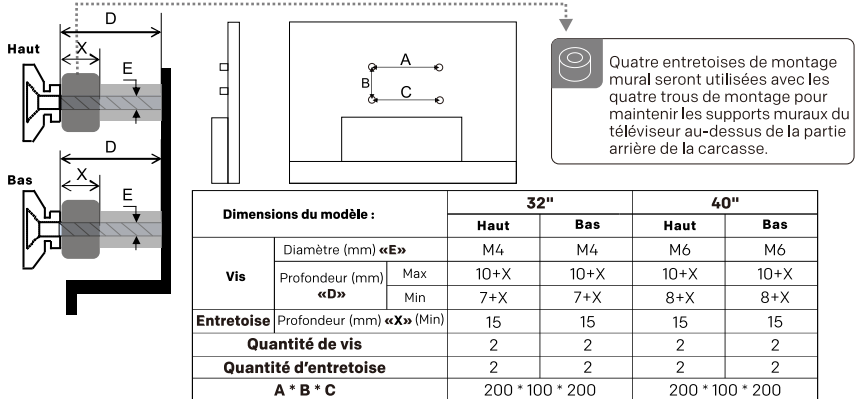 D
Haut
X
E
D
Bas
X
E
A
B
C
Quatre entretoises de montage
mural seront utilisées avec les
quatre trous de montage pour
maintenir les supports muraux du
téléviseur au-dessus de la partie
arrière de la carcasse.
Dimensions du modèle : 32" 40"
Haut Bas Haut Bas
Vis Diamètre (mm) «E» M4 M4 M6 M6
Profondeur (mm) «D» Max 10+X 10+X 10+X 10+X
Min 7+X 7+X 8+X 8+X
Entretoise Profondeur (mm) «X» (Min) 15 15 15 15
Quantité de vis 2 2 2 2
Quantité d'entretoise 2 2 2 2
A * B * C 200 * 100 * 200 200 * 100 * 200